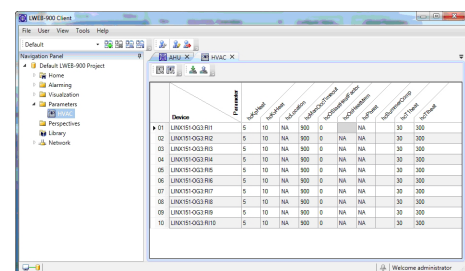 LWEB-900 Client
File User View Tools Help
Default
Navigation Panel
Default LWEB-900 Project
Home
Alarming
Visualization
Parameters
HVAC
Perspectives
Library
Network
AHU HVAC
Device Parameter
01 LINX151-OG3:RI1 5 10 NA 900 0 NA 30 300
02 LINX151-OG3:RI2 5 10 NA 900 0 NA NA 30 300
03 LINX151-OG3:RI3 5 10 NA 900 0 NA NA 30 300
04 LINX151-OG3:RI4 5 10 NA 900 0 NA NA 30 300
05 LINX151-OG3:RI5 5 10 NA 900 0 NA NA 30 300
06 LINX151-OG3:RI6 5 10 NA 900 0 NA NA 30 300
07 LINX151-OG3:RI7 5 10 NA 900 0 NA NA 30 300
08 LINX151-OG3:RI8 5 10 NA 900 0 NA NA 30 300
09 LINX151-OG3:RI9 5 10 NA 900 0 NA NA 30 300
10 LINX151-OG3:RI10 5 10 NA 900 0 NA NA 30 300
Welcome administrator